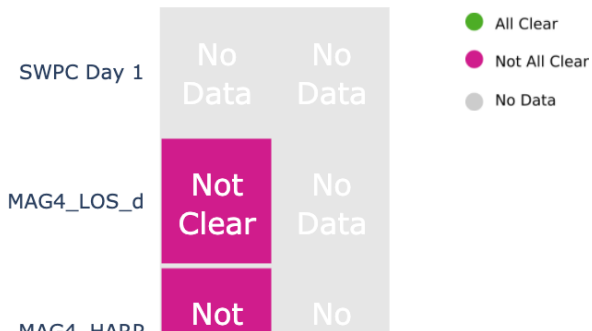 SWPC Day 1
No Data
No Data
All Clear
Not All Clear
No Data
MAG4_LOS_d
Not Clear
No Data
Not
No